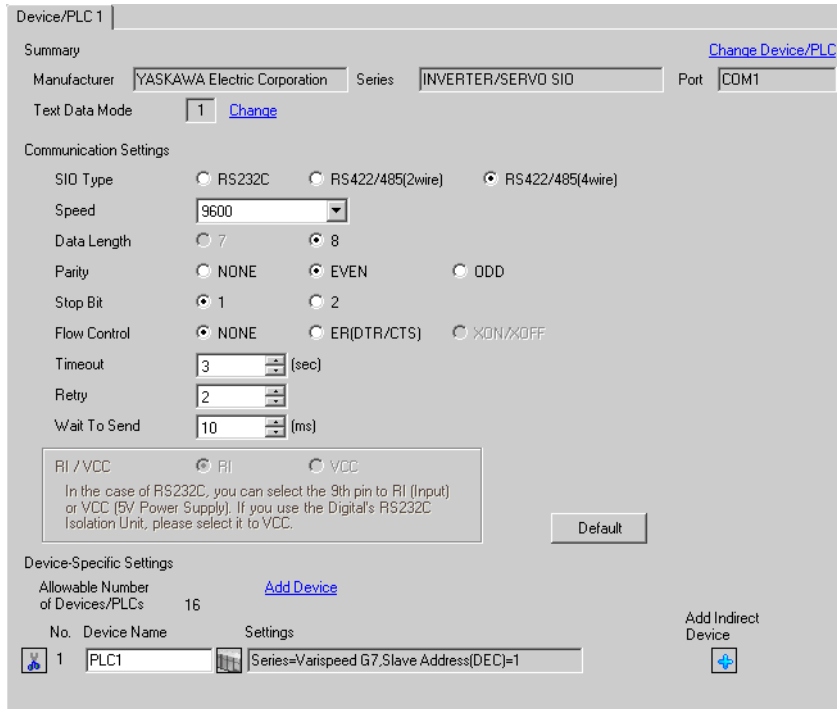 Device/PLC 1
Summary
Change Device/PLC
Manufacturer YASKAWA Electric Corporation Series INVERTER/SERVO SIO Port COM1
Text Data Mode 1 Change
Communication Settings
SIO Type RS232C RS422/485(2wire) RS422/485(4wire)
Speed 9600
Data Length 7 8
Parity NONE EVEN ODD
Stop Bit 1 2
Flow Control NONE ER(DTR/CTS) XON/XOFF
Timeout 3 (sec)
Retry 2
Wait To Send 10 (ms)
RI / VCC RI VCC
In the case of RS232C, you can select the 9th pin to RI (Input)
or VCC (5V Power Supply). If you use the Digital's RS232C
Isolation Unit, please select it to VCC.
Default
Device-Specific Settings
Allowable Number
of Devices/PLCs 16
Add Device
Add Indirect
Device
No. Device Name Settings
1 PLC1 Series=Varispeed G7,Slave Address(DEC)=1